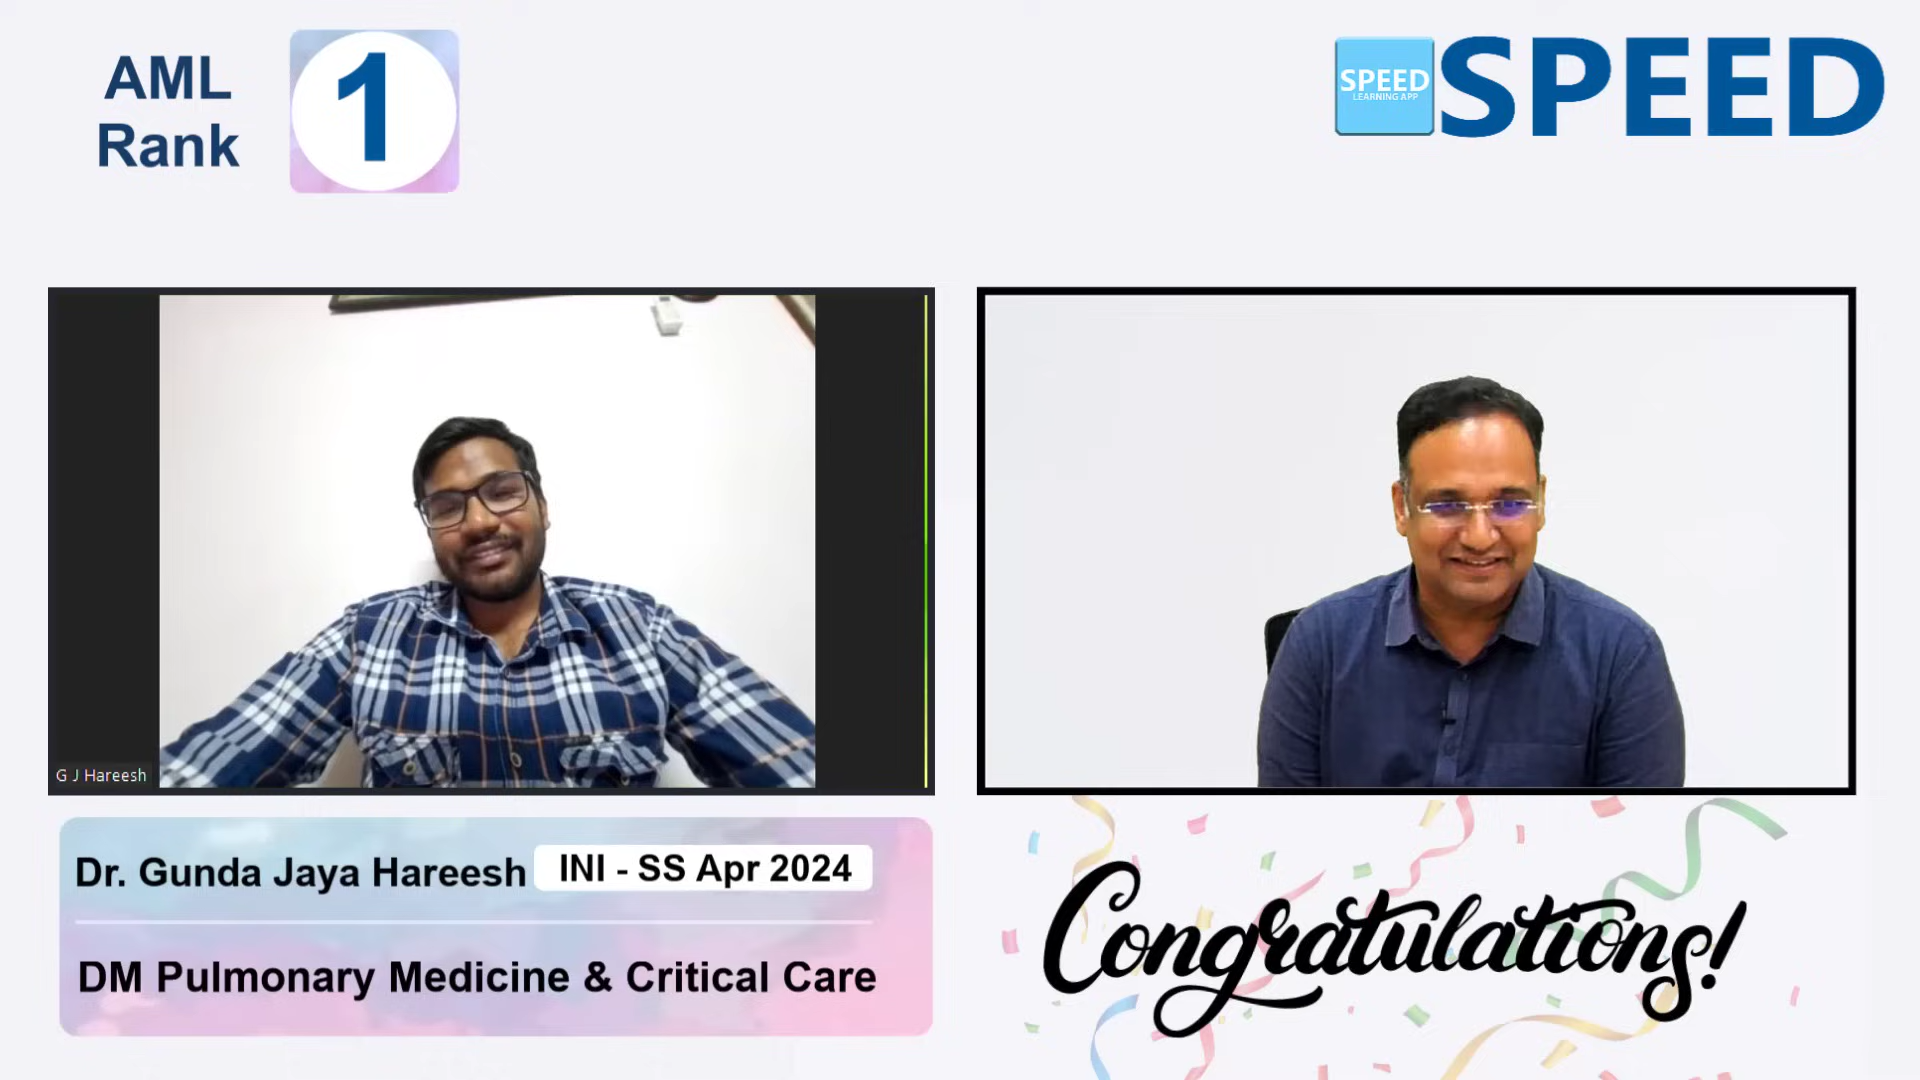 AML
Rank
1
SPEED
LEARNING APP
SPEED
G J Hareesh
Dr. Gunda Jaya Hareesh
INI - SS Apr 2024
DM Pulmonary Medicine & Critical Care
Congratulations!